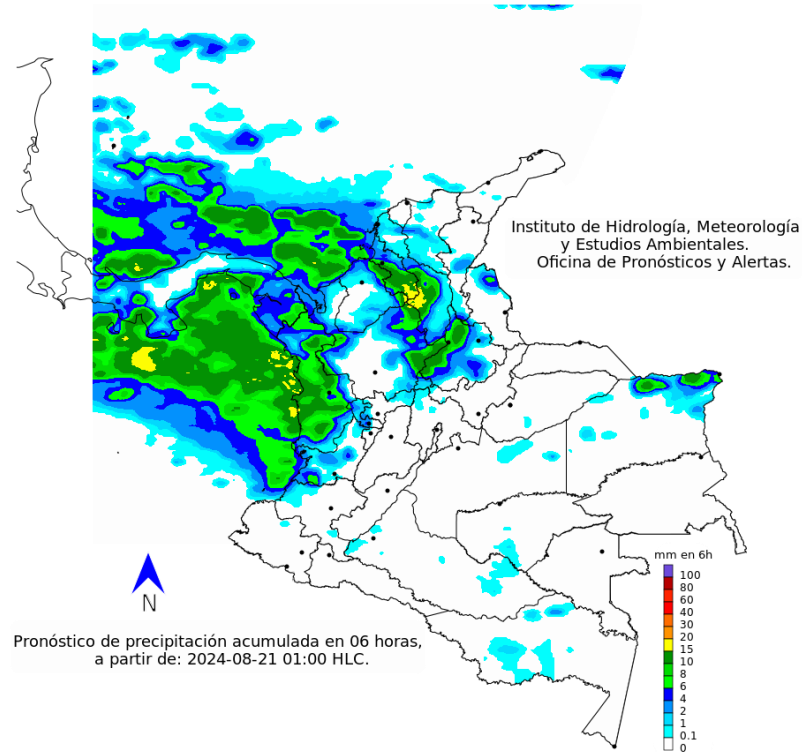 Instituto de Hidrología, Meteorología
y Estudios Ambientales.
Oficina de Pronósticos y Alertas.
mm en 6h
100
80
60
40
30
20
15
10
8
6
4
2
1
0.1
0
N
Pronóstico de precipitación acumulada en 06 horas,
a partir de: 2024-08-21 01:00 HLC.